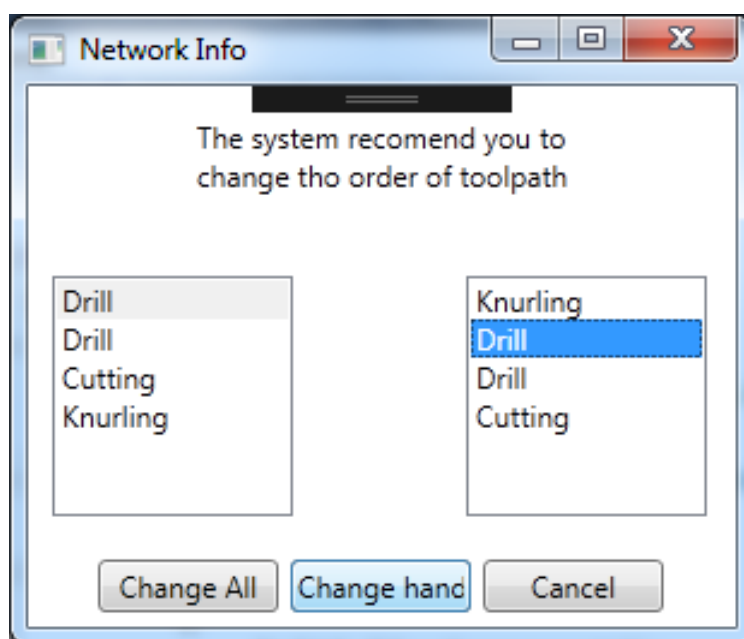 Network Info
The system recomend you to
change tho order of toolpath
Drill
Drill
Cutting
Knurling
Knurling
Drill
Drill
Cutting
Change All
Change hand
Cancel